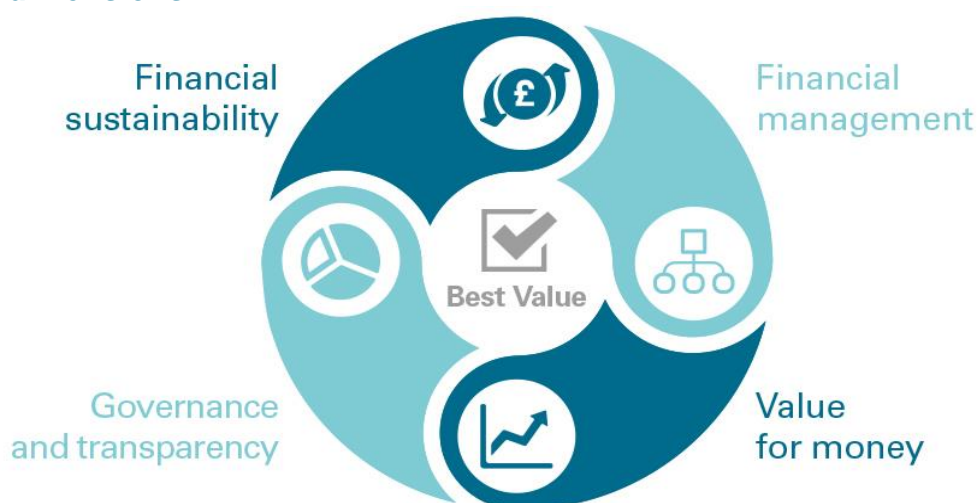 Financial
sustainability
Financial
management
£
Best Value
Governance
and transparency
Value
for money